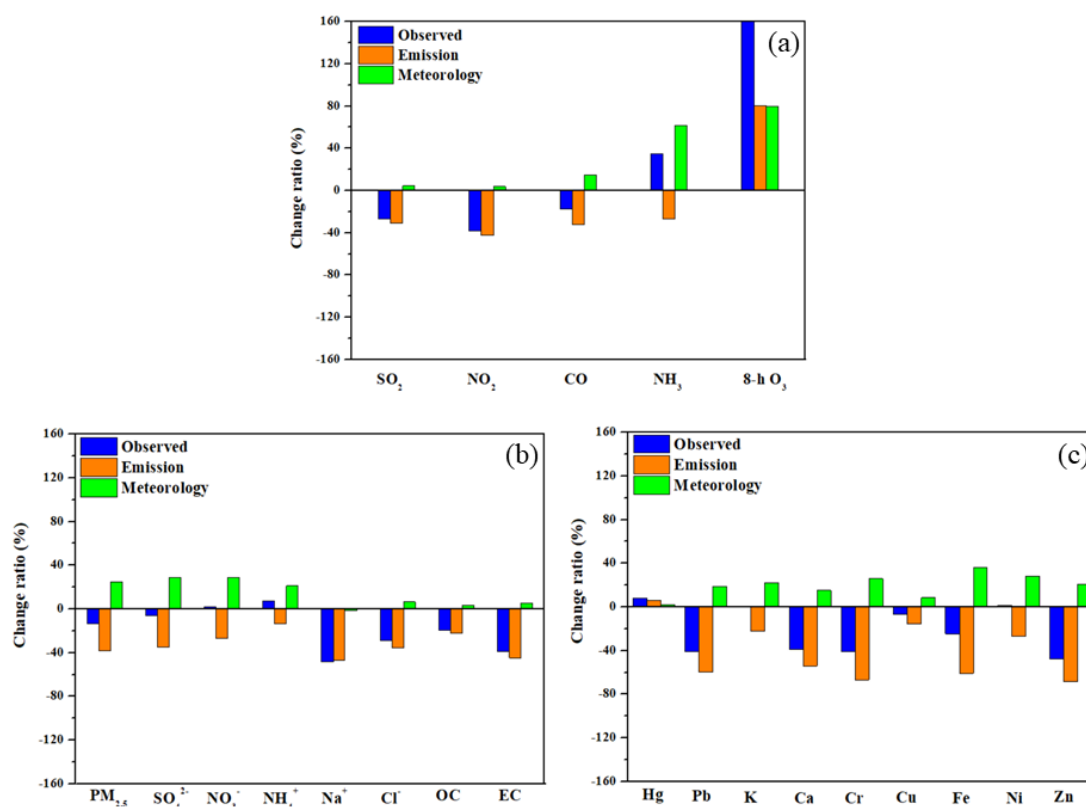 (a)
Observed
Emission
Meteorology
Change ratio (%)
160
120
80
40
0
-40
-80
-120
-160
SO2 NO2 CO NH3 8-h O3
(b)
Observed
Emission
Meteorology
Change ratio (%)
160
120
80
40
0
-40
-80
-120
-160
PM2.5 SO42- NO3- NH4+ Na+ Cl- OC EC
(c)
Observed
Emission
Meteorology
Change ratio (%)
160
120
80
40
0
-40
-80
-120
-160
Hg Pb K Ca Cr Cu Fe Ni Zn